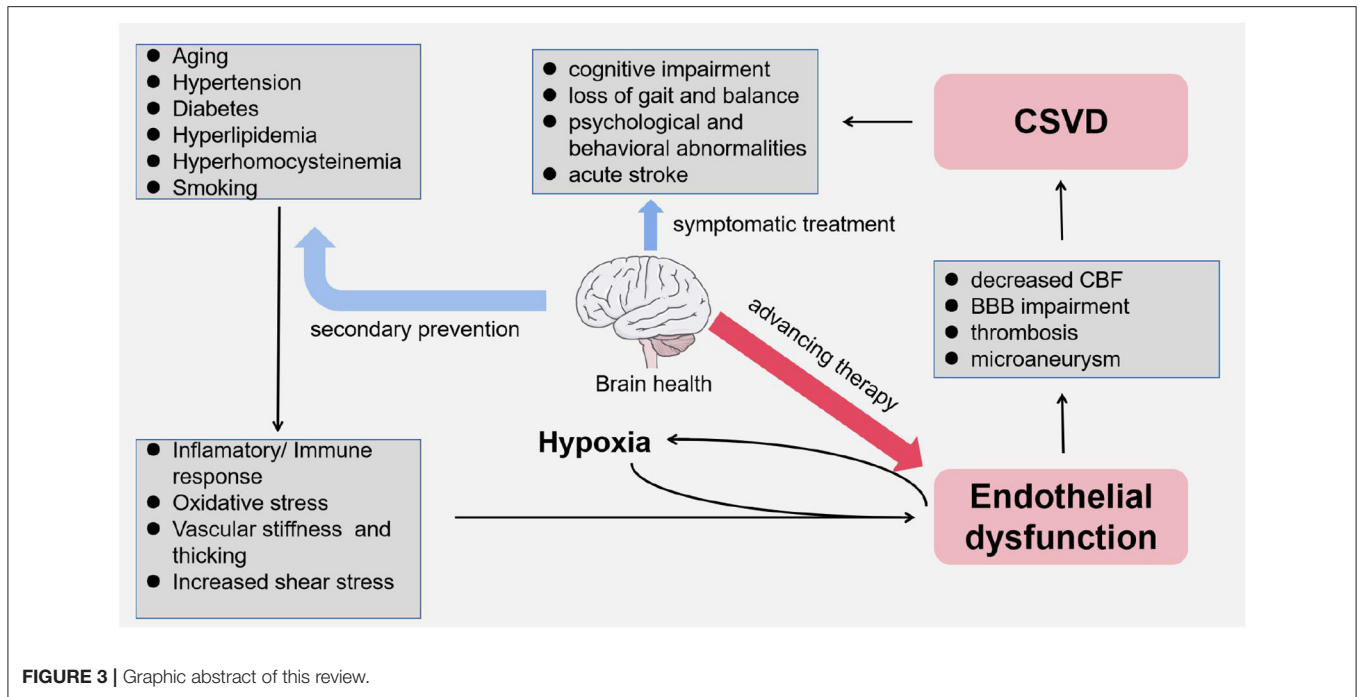 ● Aging
● Hypertension
● Diabetes
● Hyperlipidemia
● Hyperhomocysteinemia
● Smoking
● cognitive impairment
● loss of gait and balance
● psychological and
behavioral abnormalities
● acute stroke
CSVD
symptomatic treatment
secondary prevention
Brain health
advancing therapy
● decreased CBF
● BBB impairment
● thrombosis
● microaneurysm
● Inflamatory/ Immune
response
● Oxidative stress
● Vascular stiffness and
thicking
● Increased shear stress
Hypoxia
Endothelial
dysfunction
FIGURE 3 | Graphic abstract of this review.